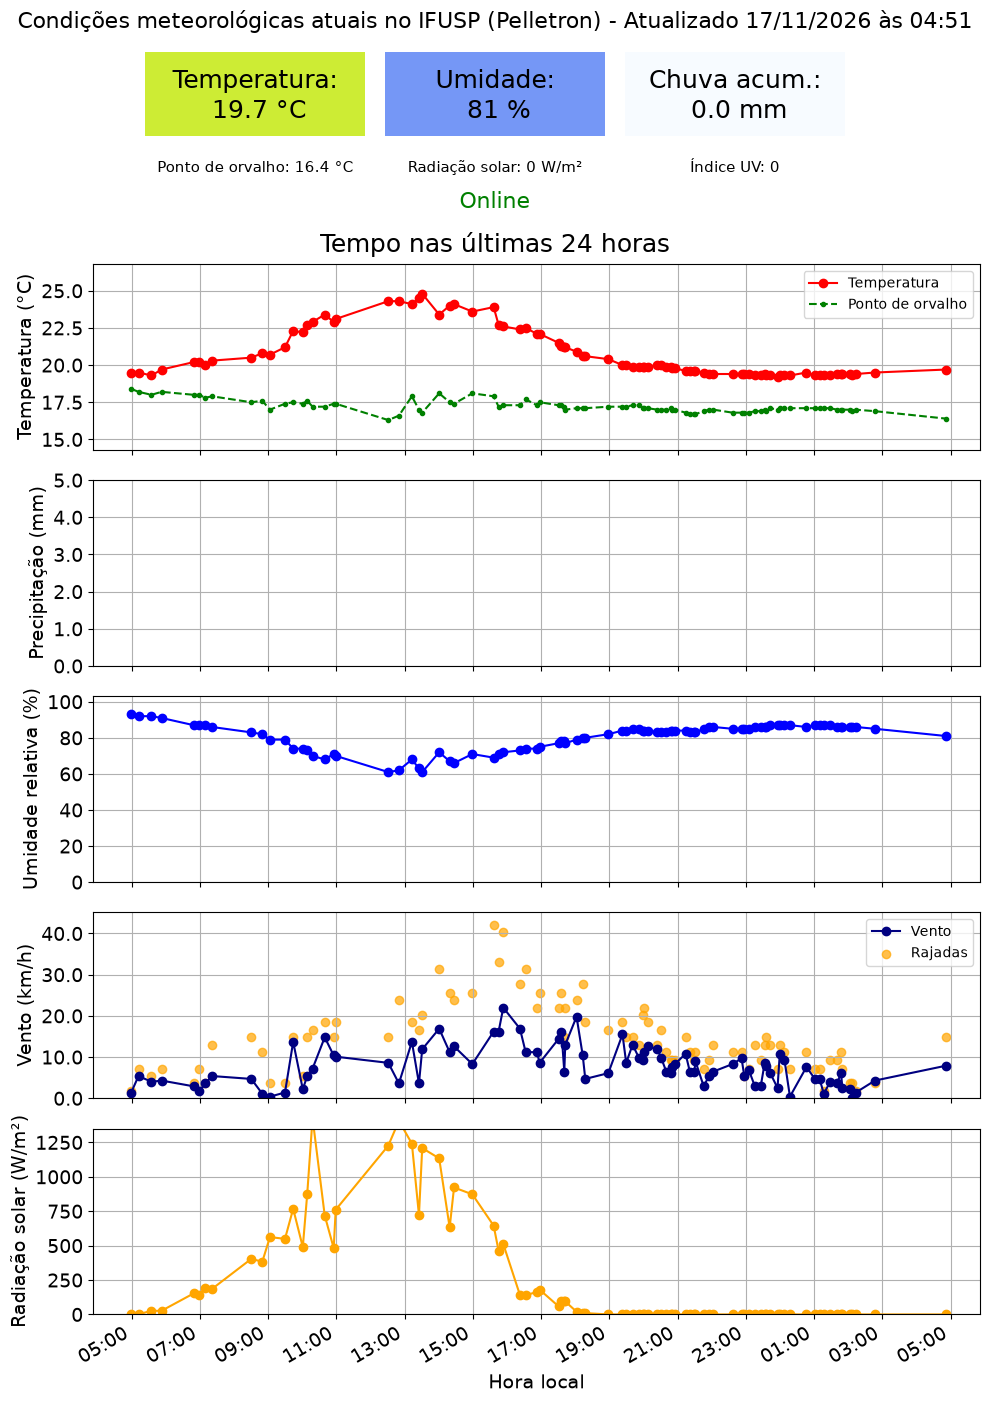 Condições meteorológicas atuais no IFUSP (Pelletron) - Atualizado 17/11/2026 às 04:51
Temperatura:
19.7 °C
Umidade:
81 %
Chuva acum.:
0.0 mm
Ponto de orvalho: 16.4 °C
Radiação solar: 0 W/m²
Índice UV: 0
Online
Tempo nas últimas 24 horas
Temperatura (°C)
25.0
22.5
20.0
17.5
15.0
Temperatura
Ponto de orvalho
Precipitação (mm)
5.0
4.0
3.0
2.0
1.0
0.0
Umidade relativa (%)
100
80
60
40
20
0
Vento (km/h)
40.0
30.0
20.0
10.0
0.0
Vento
Rajadas
Radiação solar (W/m²)
1250
1000
750
500
250
0
05:00
07:00
09:00
11:00
13:00
15:00
17:00
19:00
21:00
23:00
01:00
03:00
05:00
Hora local